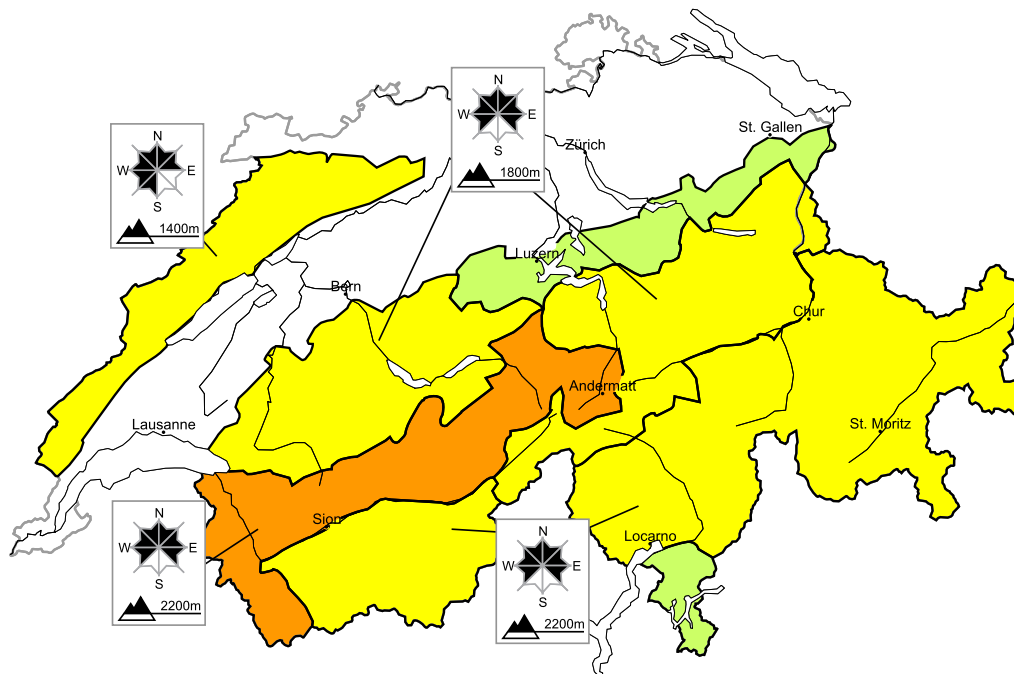 N
W E
S
1800m
St. Gallen
Zürich
N
W E
S
1400m
Luzern
Bern
Chur
Andermatt
Lausanne
St. Moritz
N
W E
S
2200m
Sion
Locarno
N
W E
S
2200m